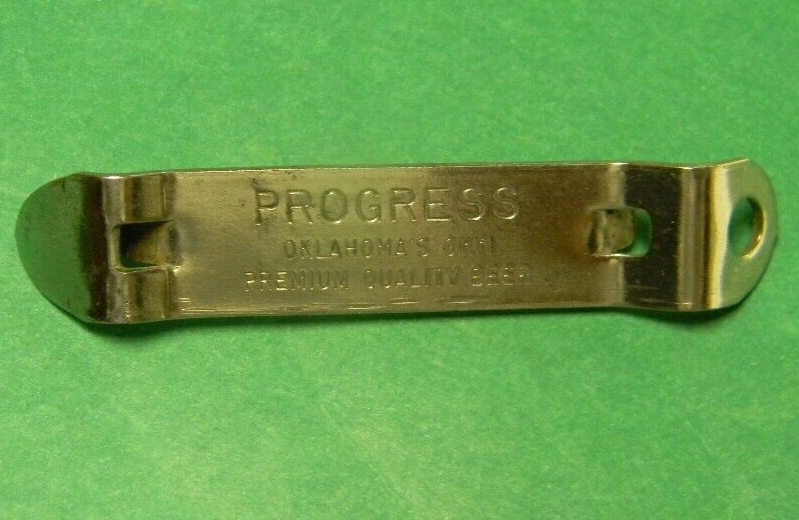 PROGRESS
OKLAHOMA'S OWN
PREMIUM QUALITY BEER